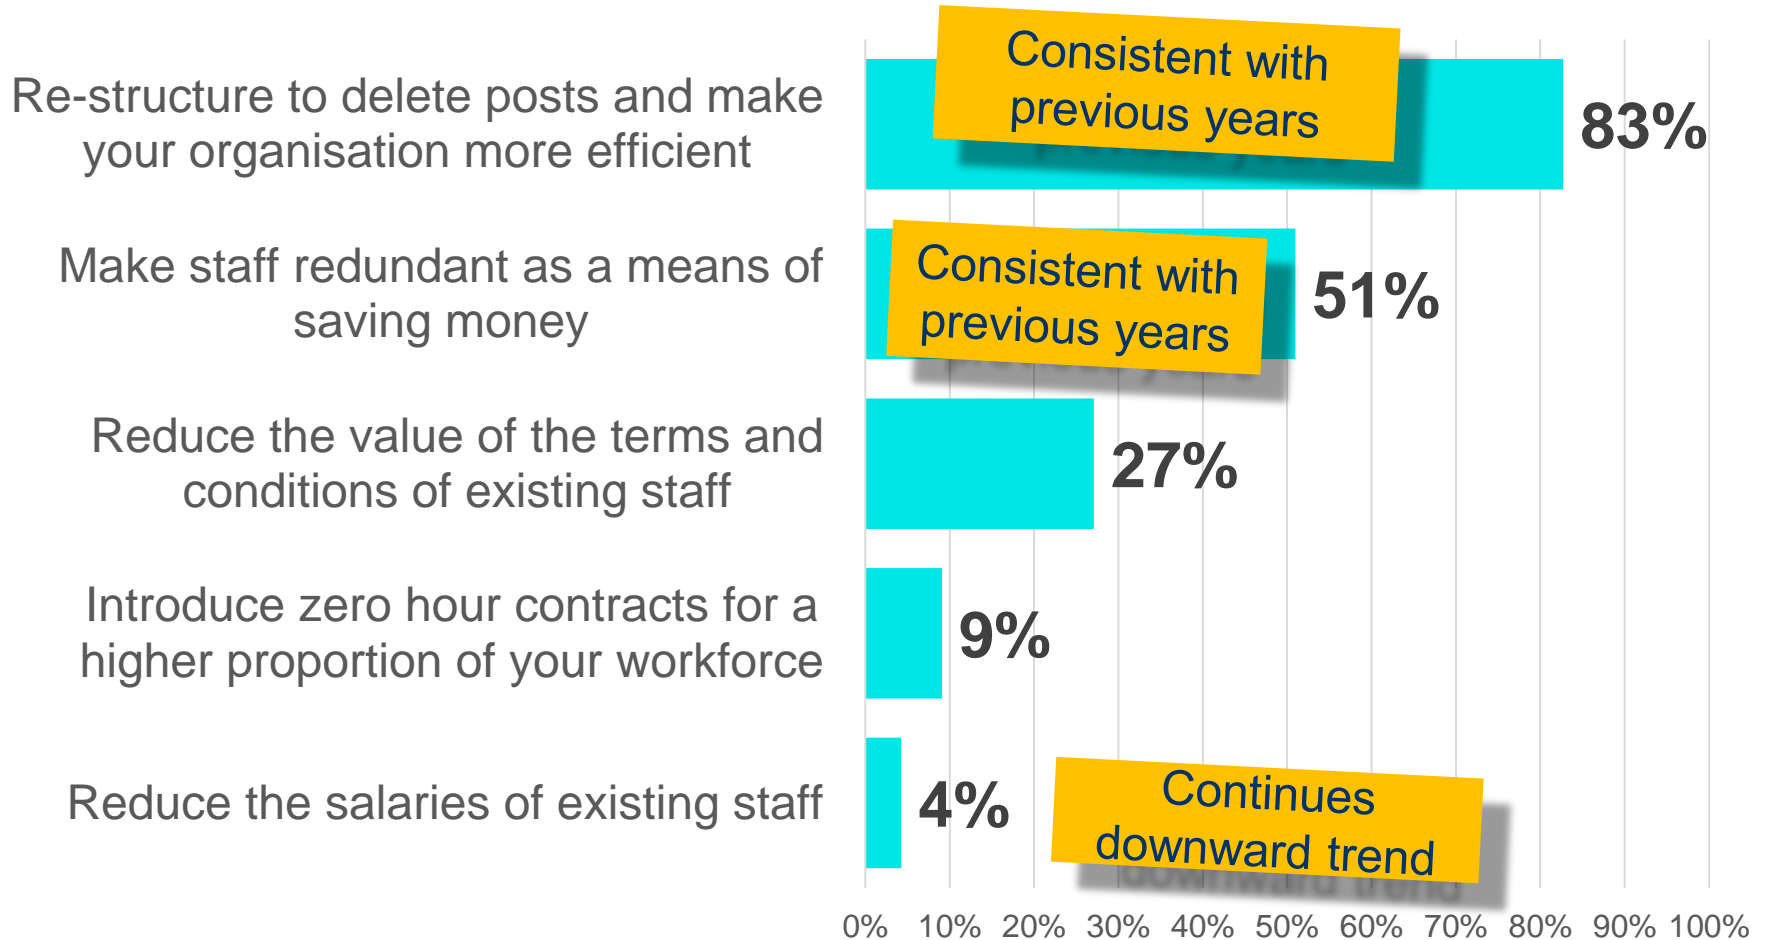 Consistent with
previous years
Re-structure to delete posts and make
your organisation more efficient
83%
Make staff redundant as a means of
saving money
Consistent with
previous years
51%
Reduce the value of the terms and
conditions of existing staff
27%
Introduce zero hour contracts for a
higher proportion of your workforce
9%
Reduce the salaries of existing staff
4%
Continues
downward trend
0% 10% 20% 30% 40% 50% 60% 70% 80% 90% 100%